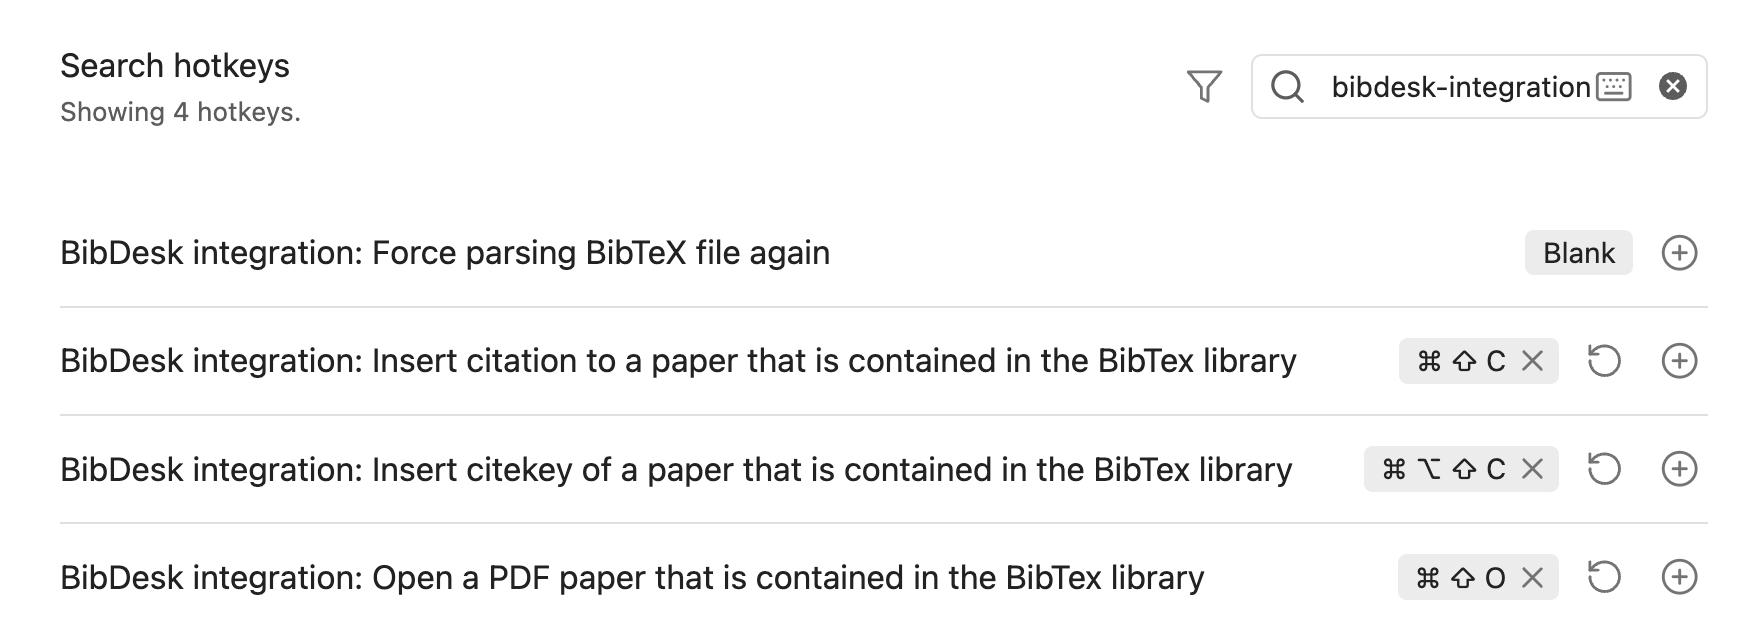 Search hotkeys
Showing 4 hotkeys.
bibdesk-integration
BibDesk integration: Force parsing BibTeX file again
Blank
BibDesk integration: Insert citation to a paper that is contained in the BibTex library
⌘ ⇧ C
BibDesk integration: Insert citekey of a paper that is contained in the BibTex library
⌘ ⌥ ⇧ C
BibDesk integration: Open a PDF paper that is contained in the BibTex library
⌘ ⇧ O